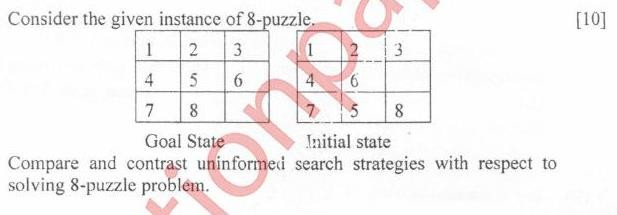 Consider the given instance of 8-puzzle. [10]
1 2 3 1 2 3
4 5 6 4 6
7 8 7 5 8
Goal State Initial state
Compare and contrast uninformed search strategies with respect to
solving 8-puzzle problem.